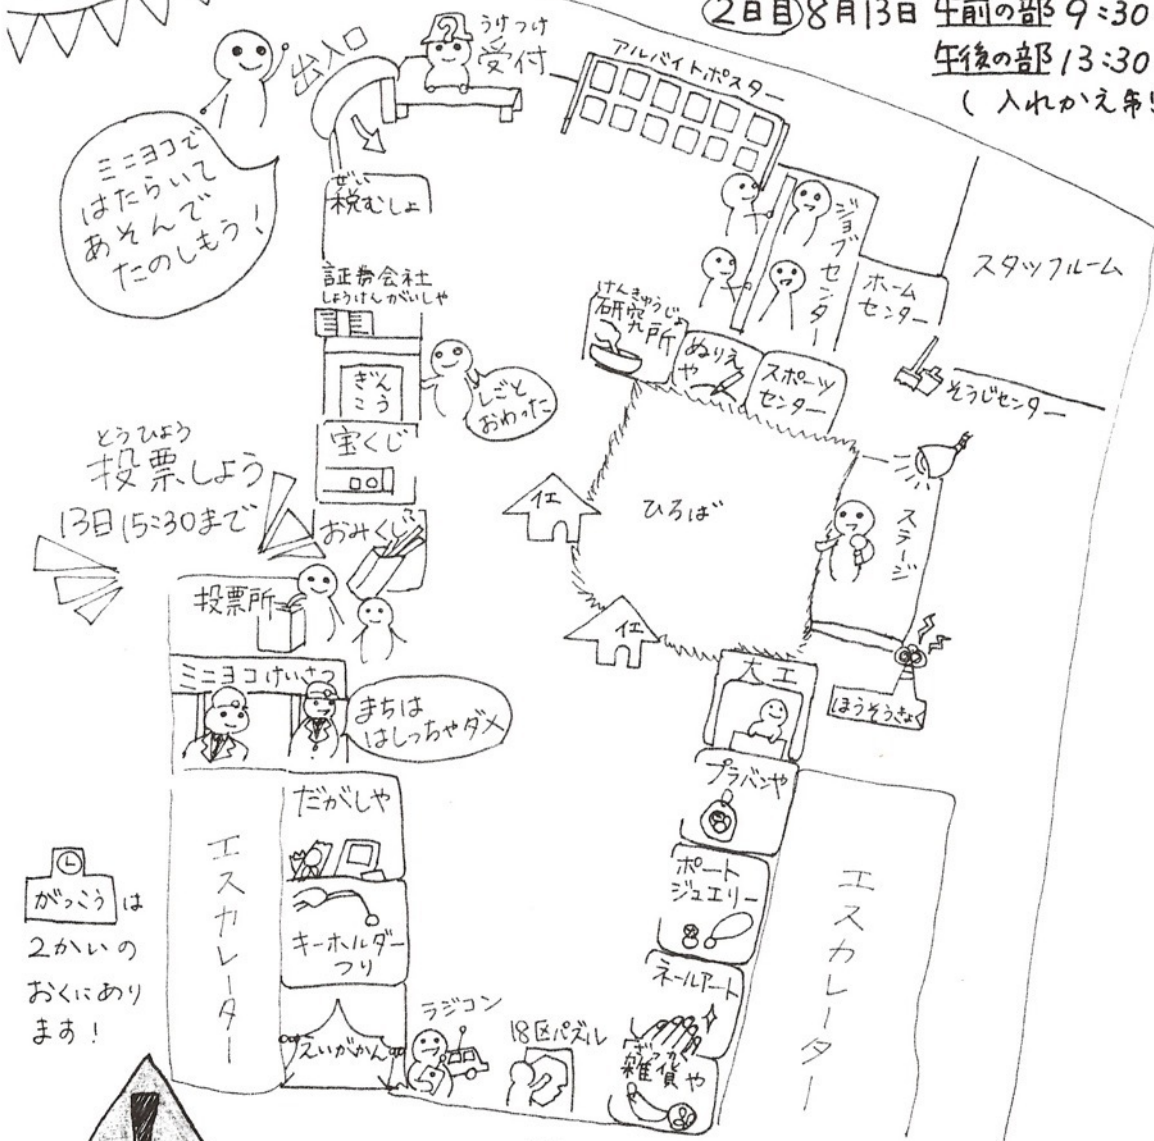 2日目 8月13日 午前の部 9:30
午後の部 13:30
(入れかえ制
出入口
うけつけ
受付
アルバイトポスター
ミニヨコで
はたらいて
あそんで
たのしもう!
ぜい
税むしょ
ジョブセンター
ホーム
センター
スタッフルーム
証券会社
しょうけんがいしゃ
けんきゅうじょ
研究所
ぬりえ
や
スポーツ
センター
そうじセンター
ぎん
こう
しごと
おわった
宝くじ
とうひょう
投票しよう
13日15:30まで
おみくじ
ひろば
ステージ
投票所
ミニヨコけいさつ
まちは
はしっちゃダメ
大工
ほうそうきょく
プラバンや
だがしや
エスカレーター
ポート
ジュエリー
エスカレーター
がっこうは
2かいの
おくにあり
ます!
キーホルダー
つり
ネールアート
えいがかん
ラジコン
18区パズル
ざっか
雑貨や